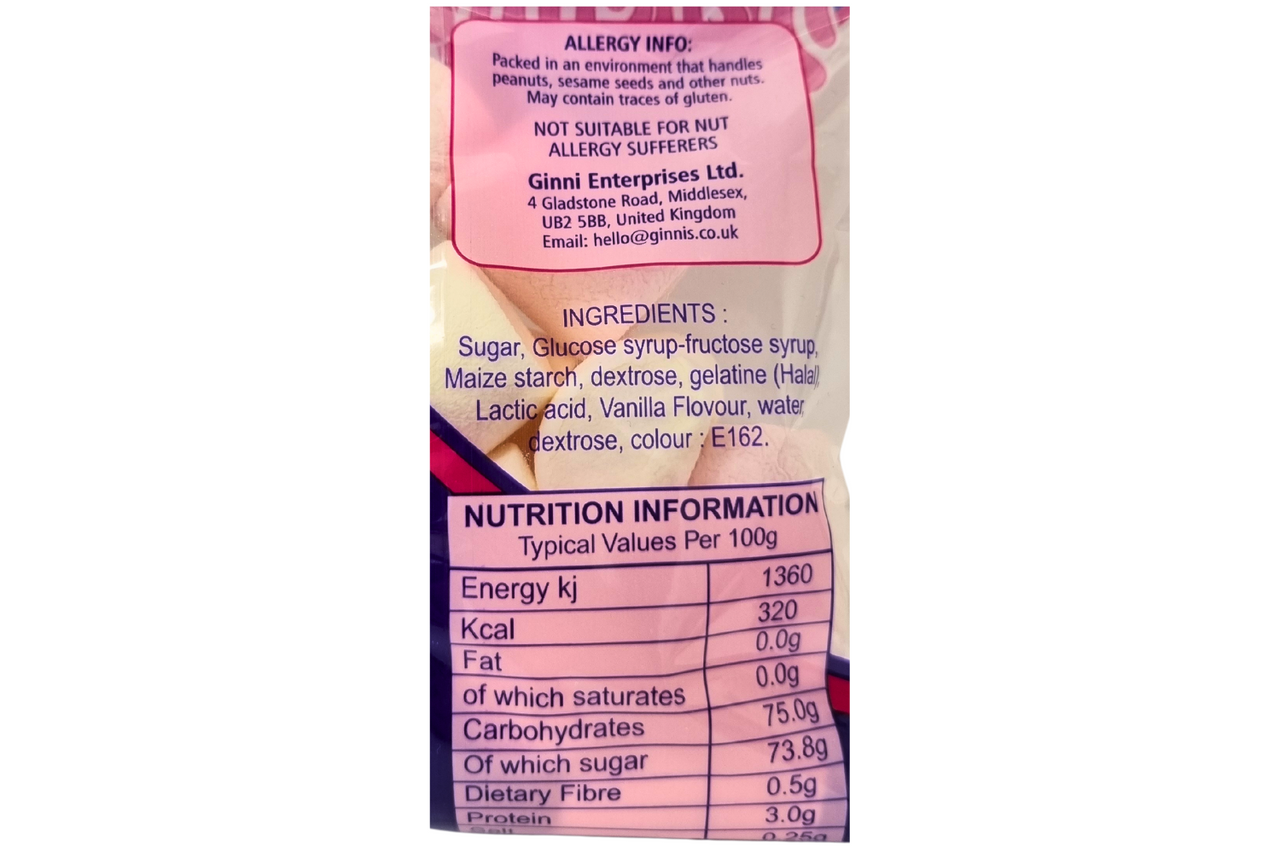 ALLERGY INFO:
Packed in an environment that handles
peanuts, sesame seeds and other nuts.
May contain traces of gluten.
NOT SUITABLE FOR NUT
ALLERGY SUFFERERS
Ginni Enterprises Ltd.
4 Gladstone Road, Middlesex,
UB2 5BB, United Kingdom
Email: hello@ginnis.co.uk
INGREDIENTS :
Sugar, Glucose syrup-fructose syrup,
Maize starch, dextrose, gelatine (Halal)
Lactic acid, Vanilla Flovour, water,
dextrose, colour : E162.
NUTRITION INFORMATION
Typical Values Per 100g
Energy kj 1360
Kcal 320
Fat 0.0g
of which saturates 0.0g
Carbohydrates 75.0g
Of which sugar 73.8g
Dietary Fibre 0.5g
Protein 3.0g
Salt 0.25g